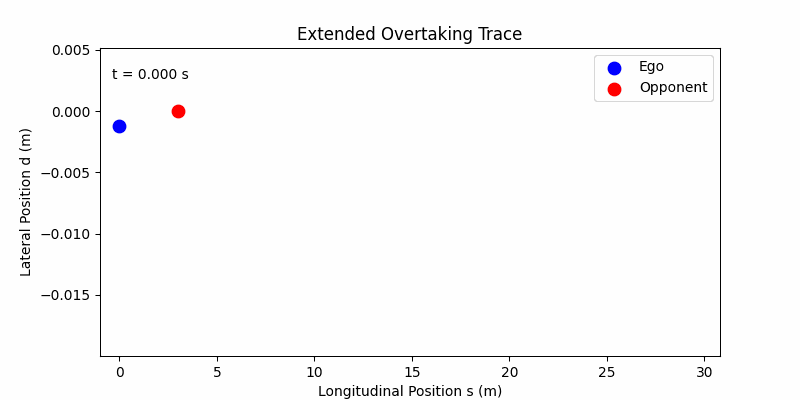 Extended Overtaking Trace
t = 0.000 s
Ego
Opponent
0.005
0.000
−0.005
−0.010
−0.015
Lateral Position d (m)
0 5 10 15 20 25 30
Longitudinal Position s (m)